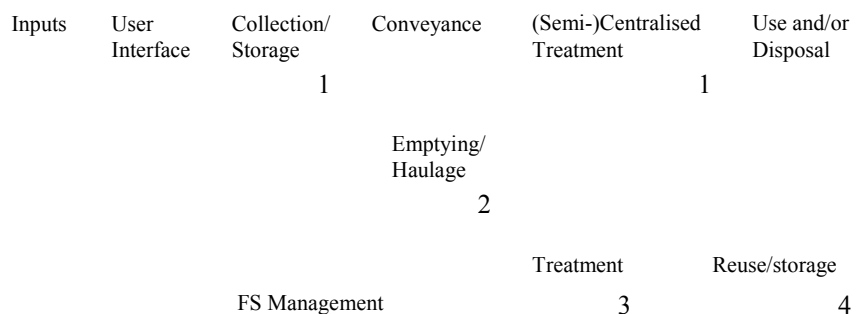 Inputs User Collection/ Conveyance (Semi-)Centralised Use and/or
Interface Storage Treatment Disposal
1 1
Emptying/
Haulage
2
Treatment Reuse/storage
FS Management 3 4